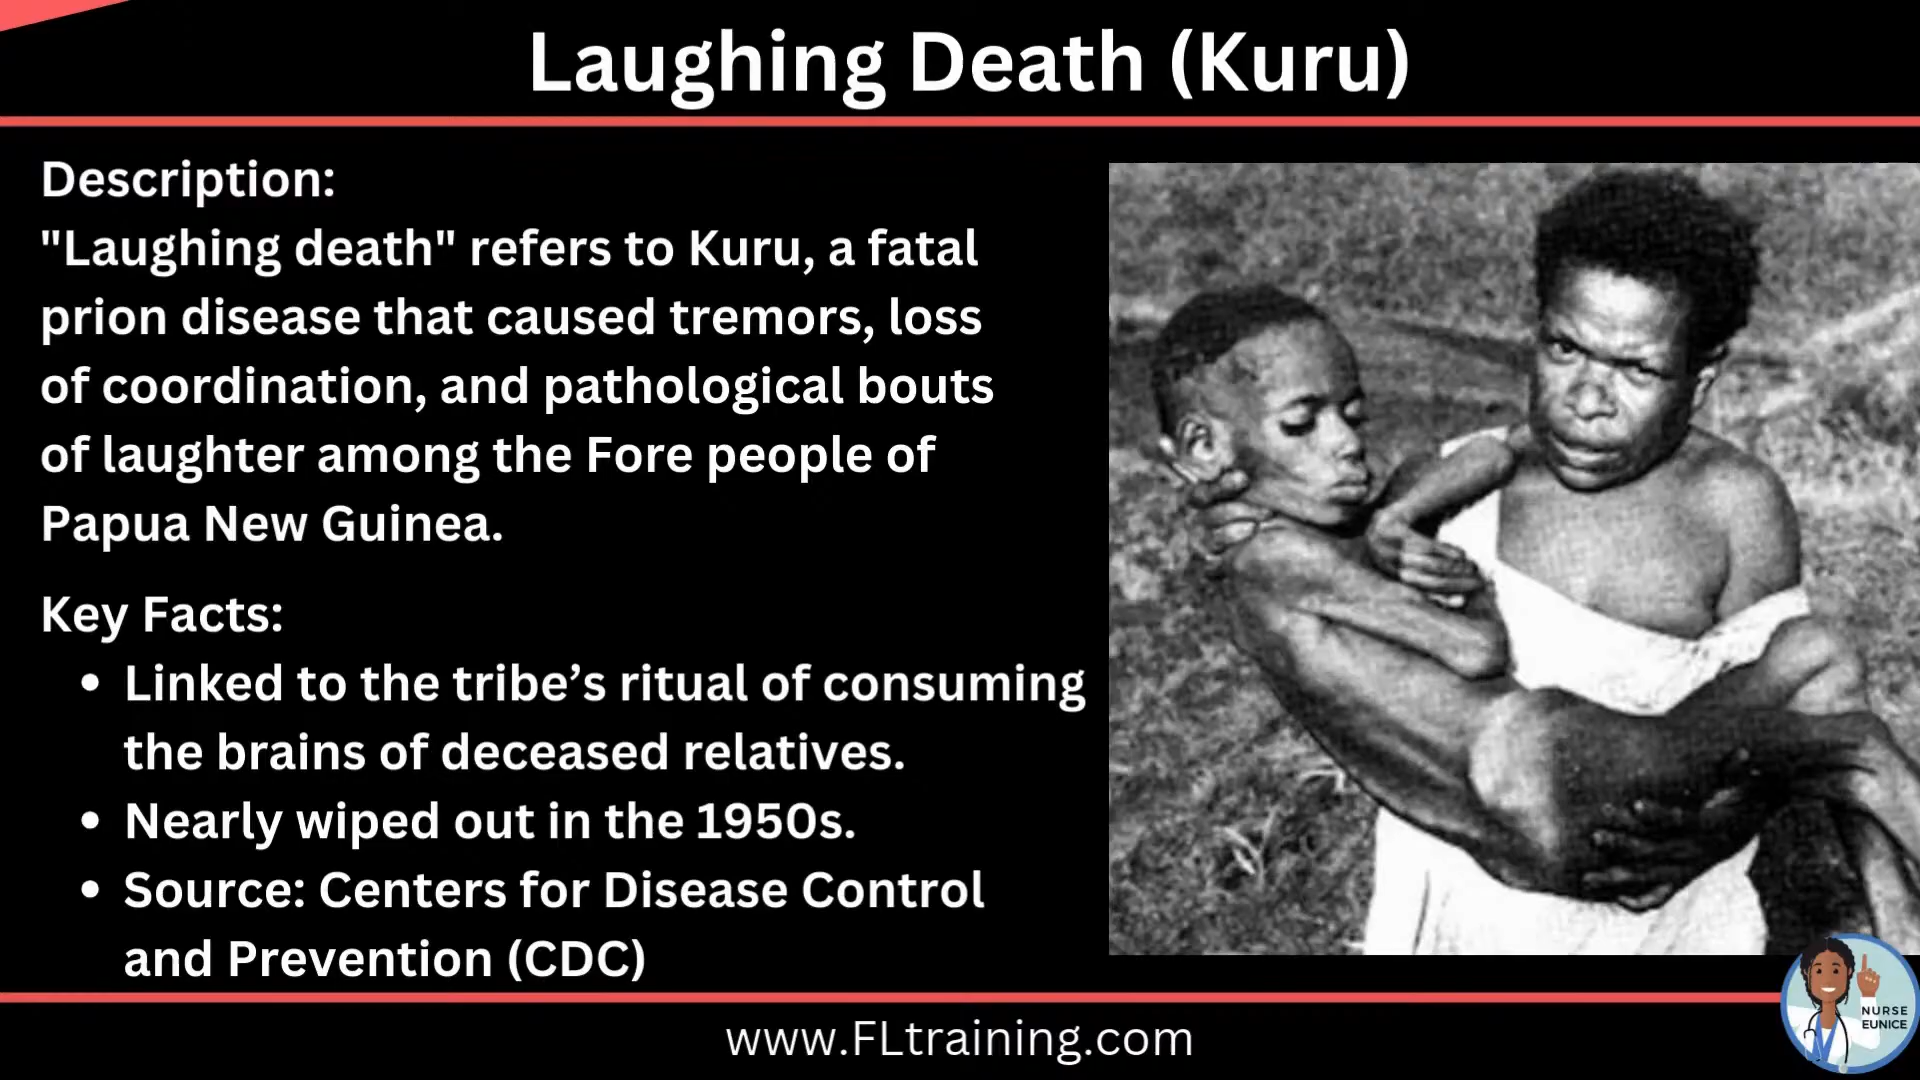 Laughing Death (Kuru)
Description:
"Laughing death" refers to Kuru, a fatal
prion disease that caused tremors, loss
of coordination, and pathological bouts
of laughter among the Fore people of
Papua New Guinea.
Key Facts:
• Linked to the tribe’s ritual of consuming
the brains of deceased relatives.
• Nearly wiped out in the 1950s.
• Source: Centers for Disease Control
and Prevention (CDC)
www.FLtraining.com
NURSE
EUNICE